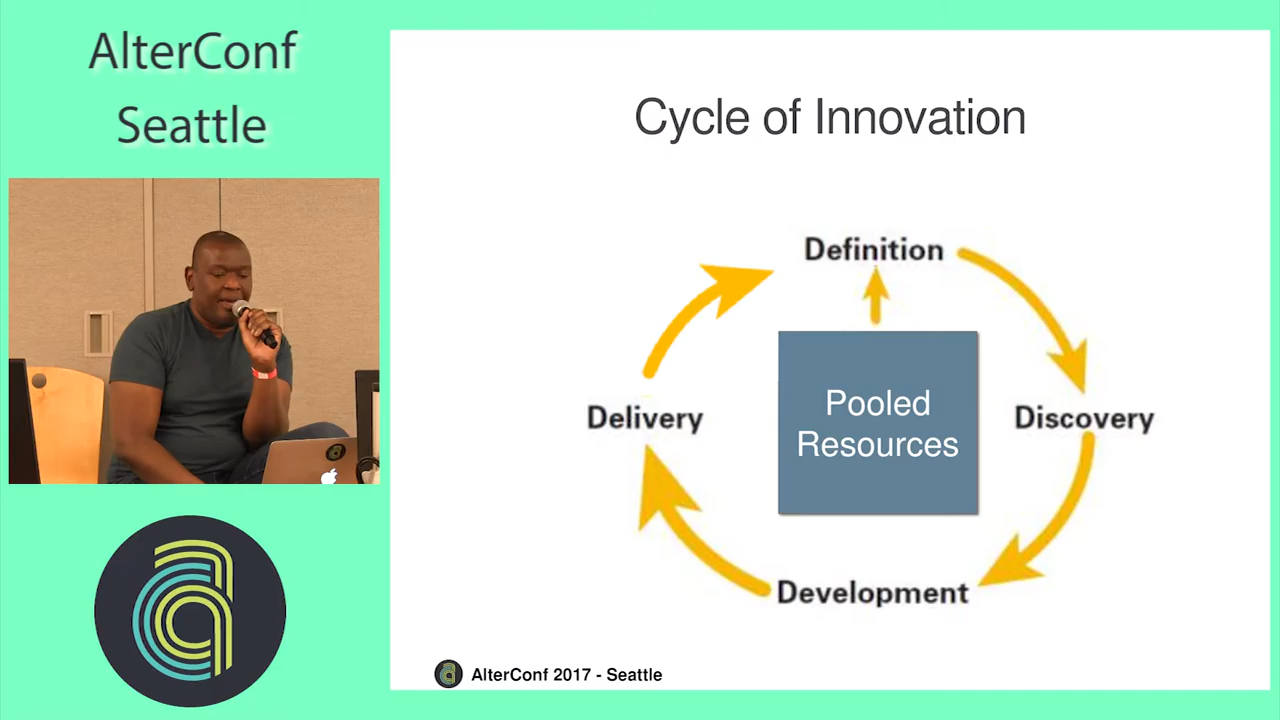 AlterConf
Seattle
Cycle of Innovation
Definition
Pooled
Resources
Delivery
Discovery
Development
AlterConf 2017 - Seattle